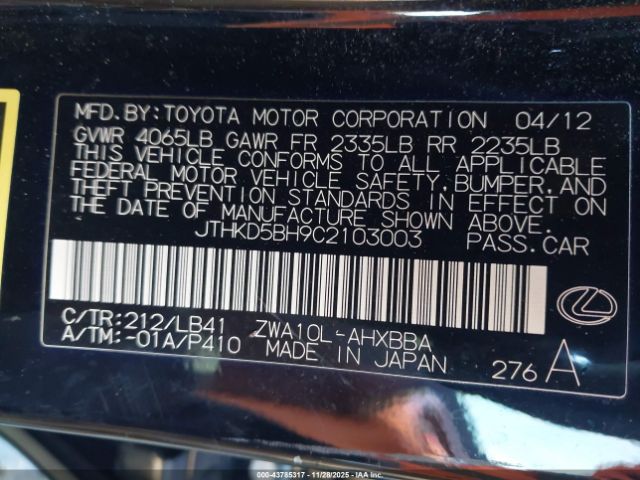 MFD.BY:TOYOTA MOTOR CORPORATION 04/12
GVWR 4065LB GAWR FR 2335LB RR 2235LB
THIS VEHICLE CONFORMS TO ALL APPLICABLE
FEDERAL MOTOR VEHICLE SAFETY, BUMPER, AND
THEFT PREVENTION STANDARDS IN EFFECT ON
THE DATE OF MANUFACTURE SHOWN ABOVE.
JTHKD5BH9C2103003 PASS.CAR
C/TR:212/LB41 ZWA10L-AHXBBA
A/TM:-01A/P410 MADE IN JAPAN
276 A
000-43785317 - 11/28/2025 - IAA